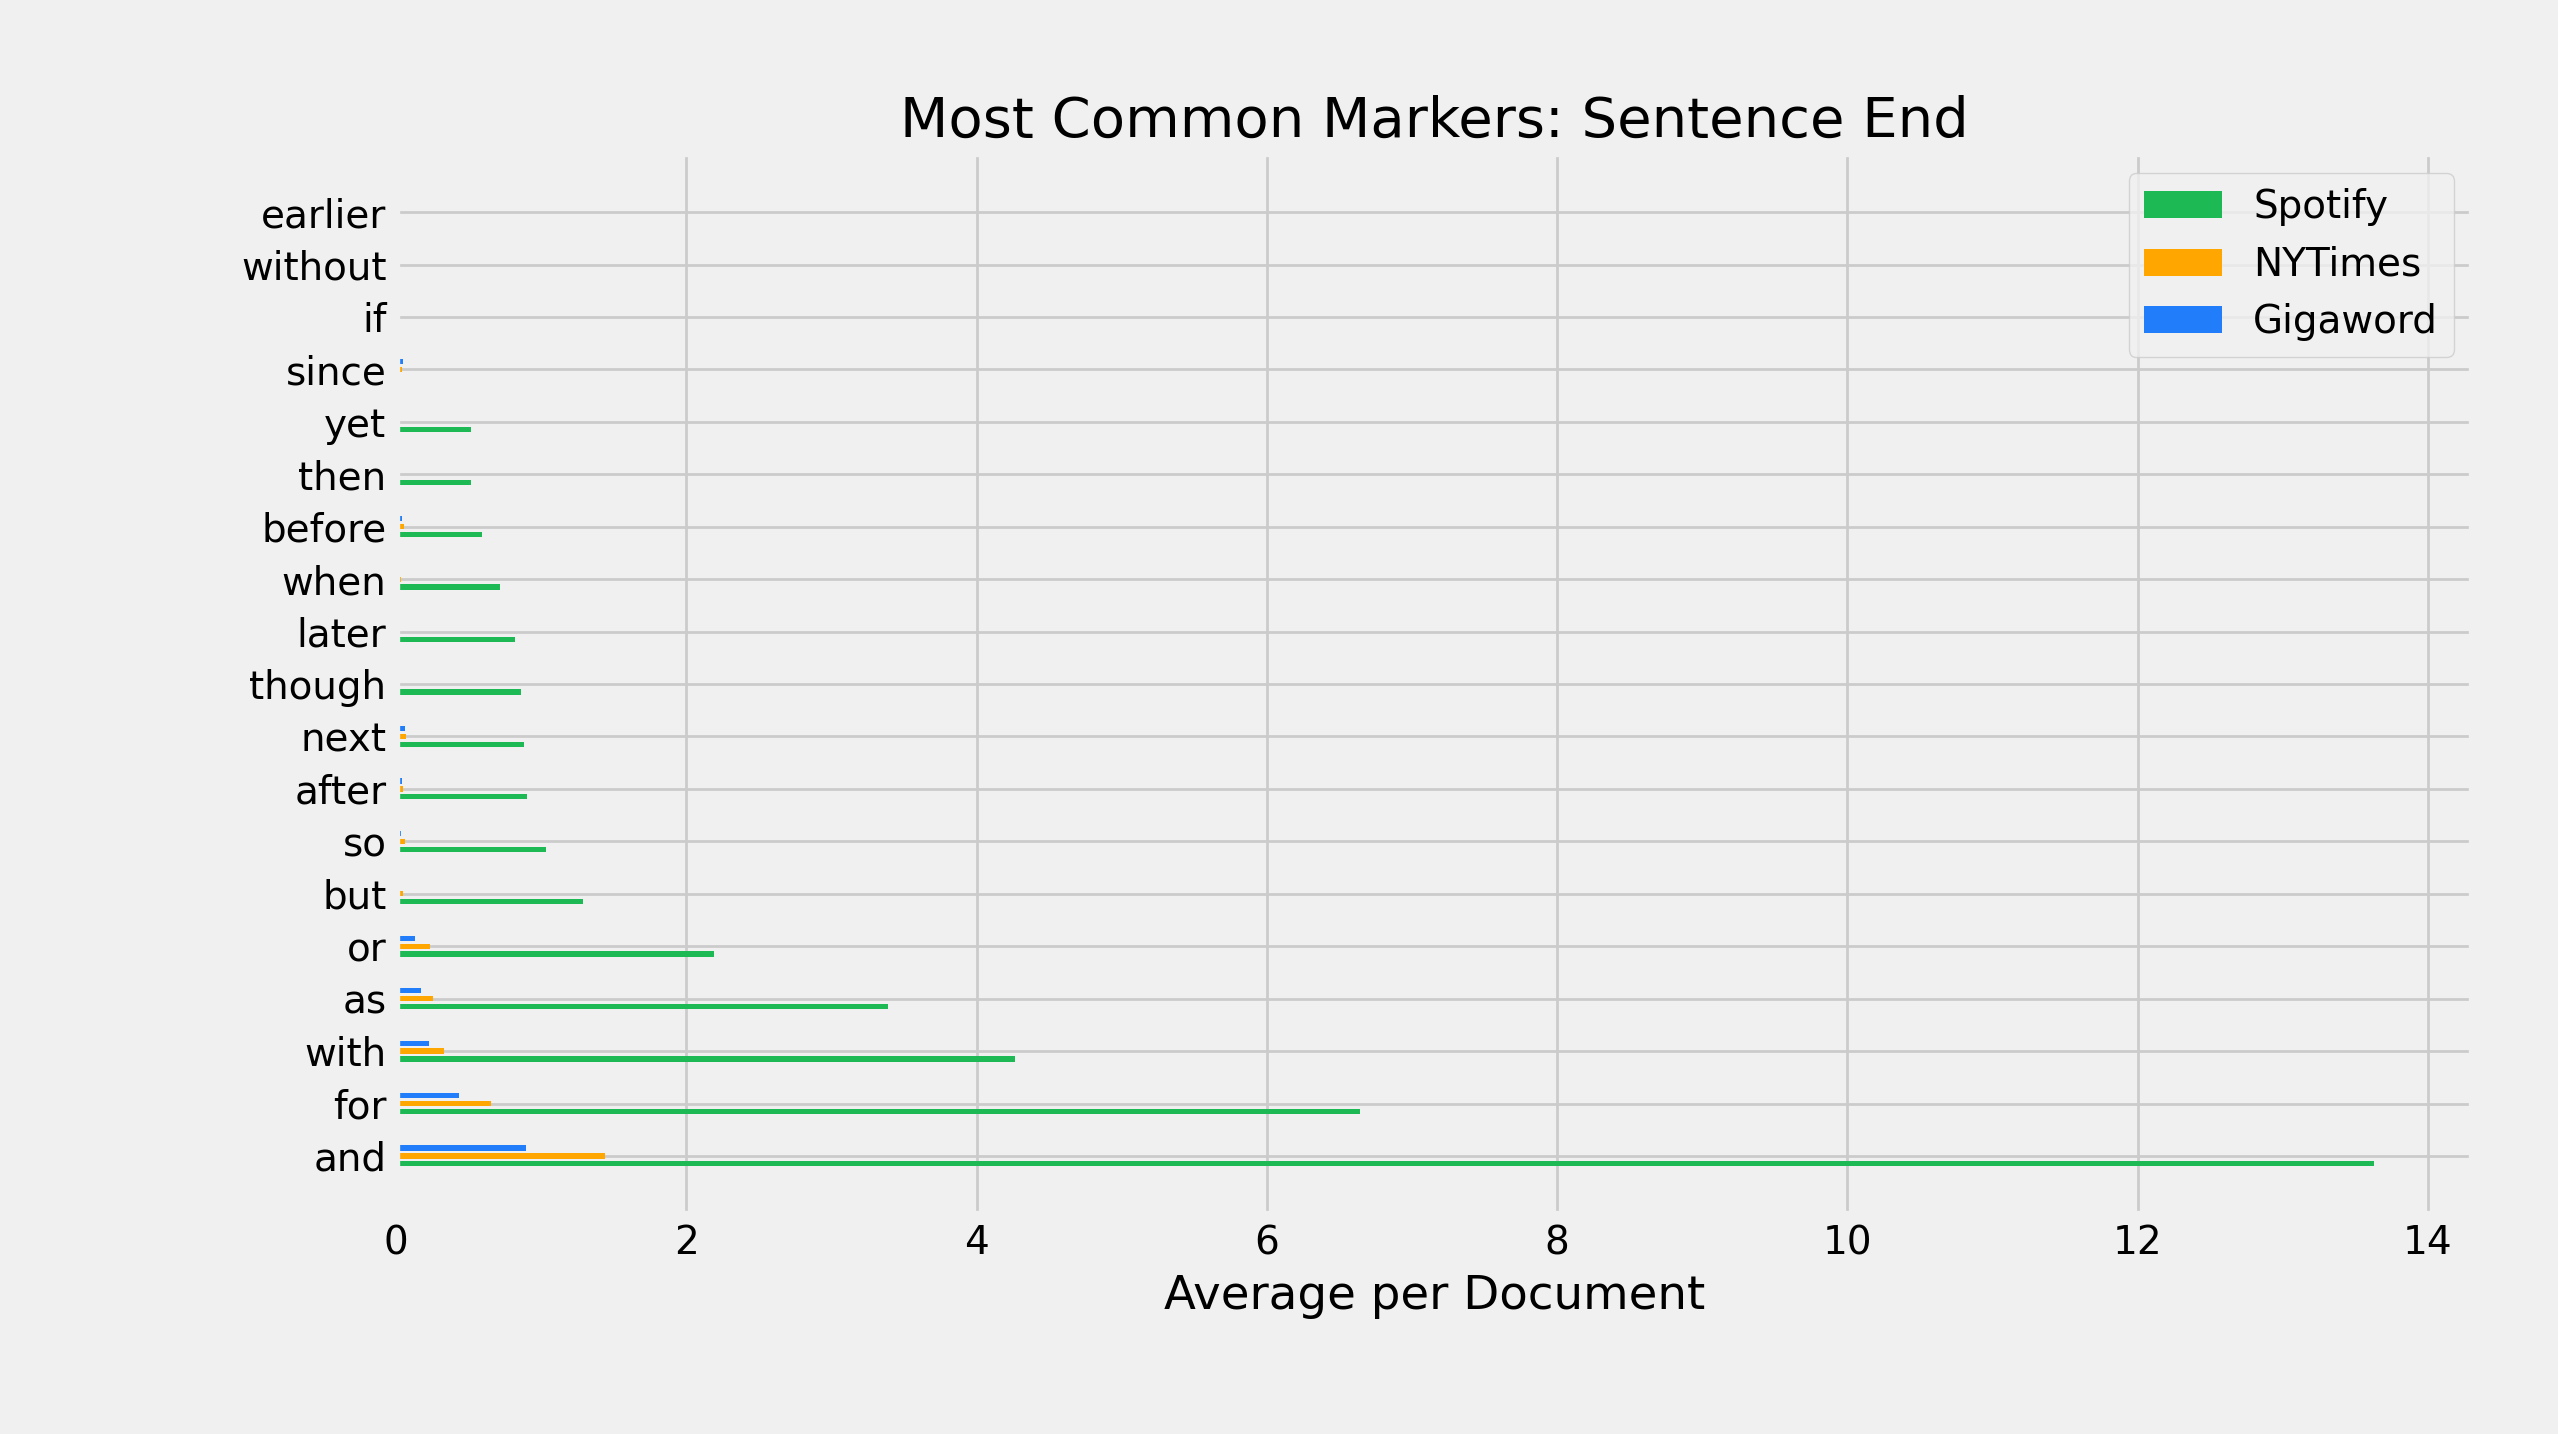 Most Common Markers: Sentence End
Spotify
NYTimes
Gigaword
earlier
without
if
since
yet
then
before
when
later
though
next
after
so
but
or
as
with
for
and
0 2 4 6 8 10 12 14
Average per Document